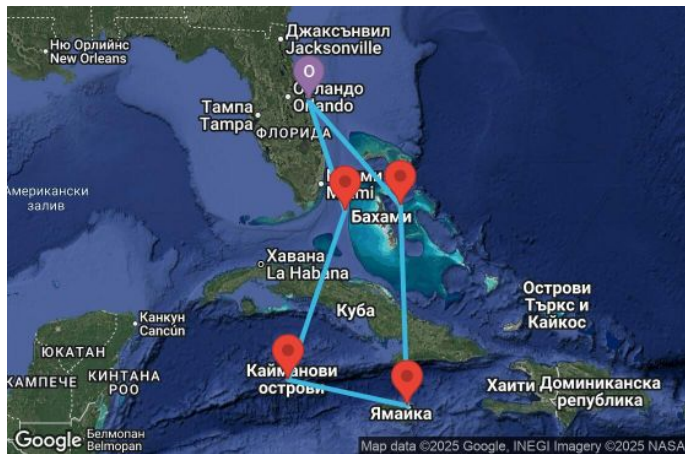 Джаксънвил
Jacksonville
Ню Орлийнс
New Orleans
O
Орландо
Orlando
Тампа
Tampa
ФЛОРИДА
Miami
Американски
залив
Бахами
Хавана
La Habana
Куба
Острови
Търкс и
Кайкос
Канкун
Cancún
ЮКАТАН
Кайманови
острови
КАМПЕЧЕ
КИНТАНА
РОО
Ямайка
Хаити
Доминиканска
република
Белмопан
Belmopan
Google
Map data ©2025 Google, INEGI Imagery ©2025 NASA